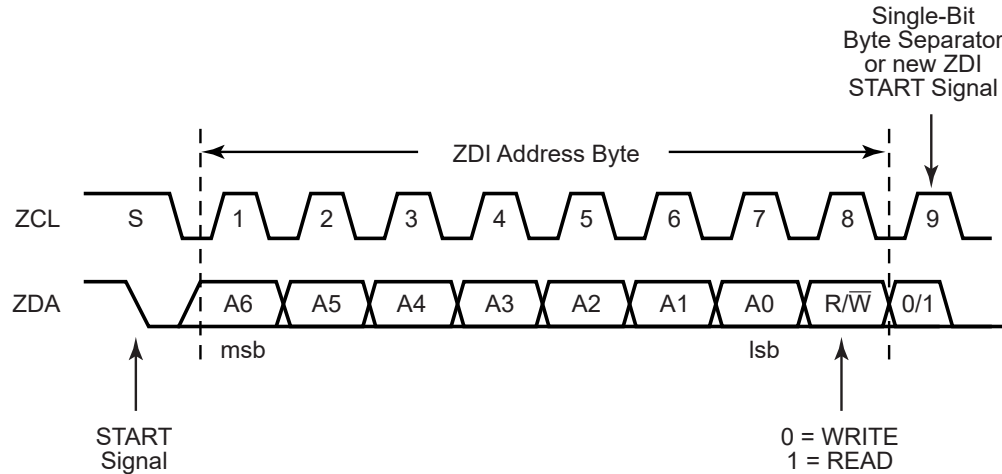 Single-Bit
Byte Separator
or new ZDI
START Signal
ZDI Address Byte
ZCL S 1 2 3 4 5 6 7 8 9
ZDA A6 A5 A4 A3 A2 A1 A0 R/W̅ 0/1
msb lsb
START
Signal
0 = WRITE
1 = READ